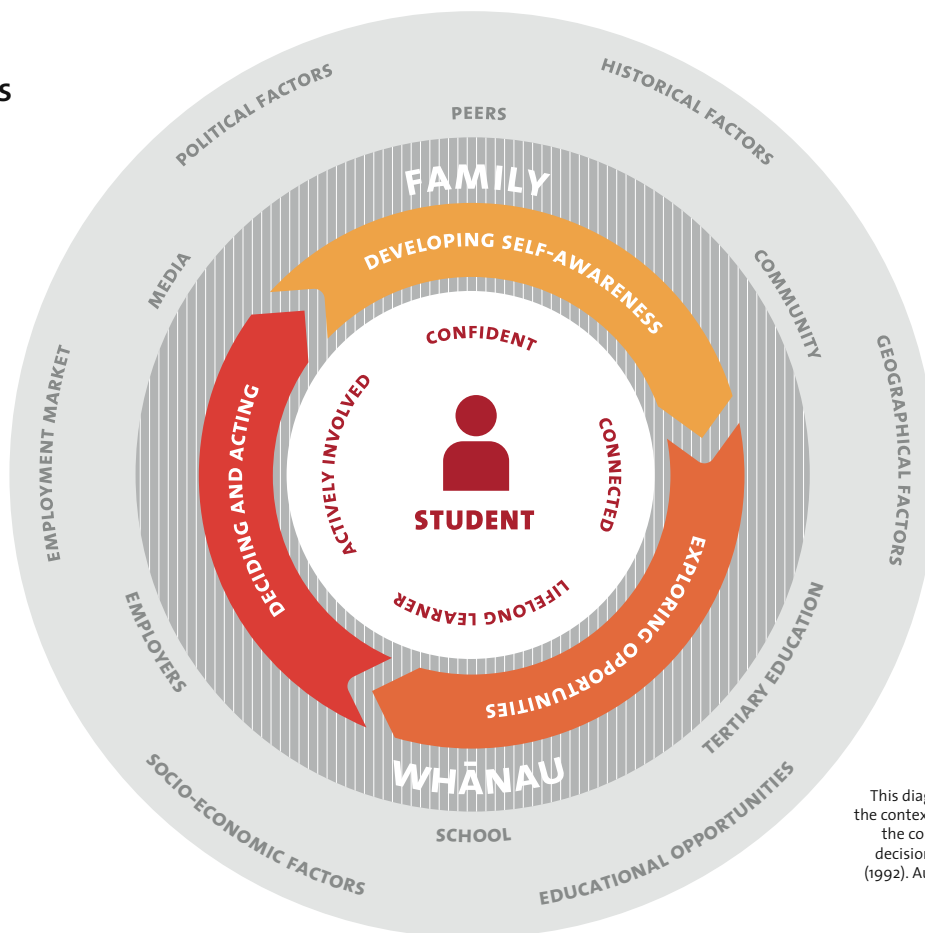 S
POLITICAL FACTORS
HISTORICAL FACTORS
PEERS
FAMILY
DEVELOPING SELF-AWARENESS
MEDIA
COMMUNITY
CONFIDENT
EMPLOYMENT MARKET
GEOGRAPHICAL FACTORS
DECIDING AND ACTING
ACTIVELY INVOLVED
CONNECTED
STUDENT
EXPLORING OPPORTUNITIES
LIFELONG LEARNER
EMPLOYERS
TERTIARY EDUCATION
WHĀNAU
SOCIO-ECONOMIC FACTORS
SCHOOL
EDUCATIONAL OPPORTUNITIES
This diag
the contex
the co
decision
(1992). Au